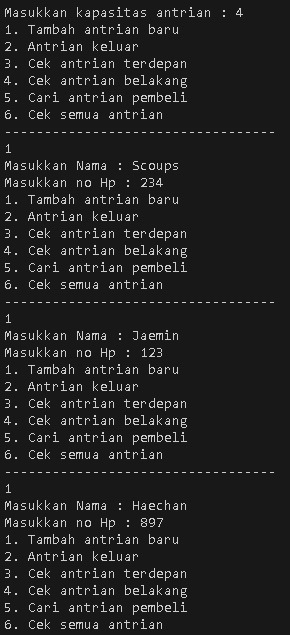 Masukkan kapasitas antrian : 4
1. Tambah antrian baru
2. Antrian keluar
3. Cek antrian terdepan
4. Cek antrian belakang
5. Cari antrian pembeli
6. Cek semua antrian
----------------------------------
1
Masukkan Nama : Scoups
Masukkan no Hp : 234
1. Tambah antrian baru
2. Antrian keluar
3. Cek antrian terdepan
4. Cek antrian belakang
5. Cari antrian pembeli
6. Cek semua antrian
----------------------------------
1
Masukkan Nama : Jaemin
Masukkan no Hp : 123
1. Tambah antrian baru
2. Antrian keluar
3. Cek antrian terdepan
4. Cek antrian belakang
5. Cari antrian pembeli
6. Cek semua antrian
----------------------------------
1
Masukkan Nama : Haechan
Masukkan no Hp : 897
1. Tambah antrian baru
2. Antrian keluar
3. Cek antrian terdepan
4. Cek antrian belakang
5. Cari antrian pembeli
6. Cek semua antrian